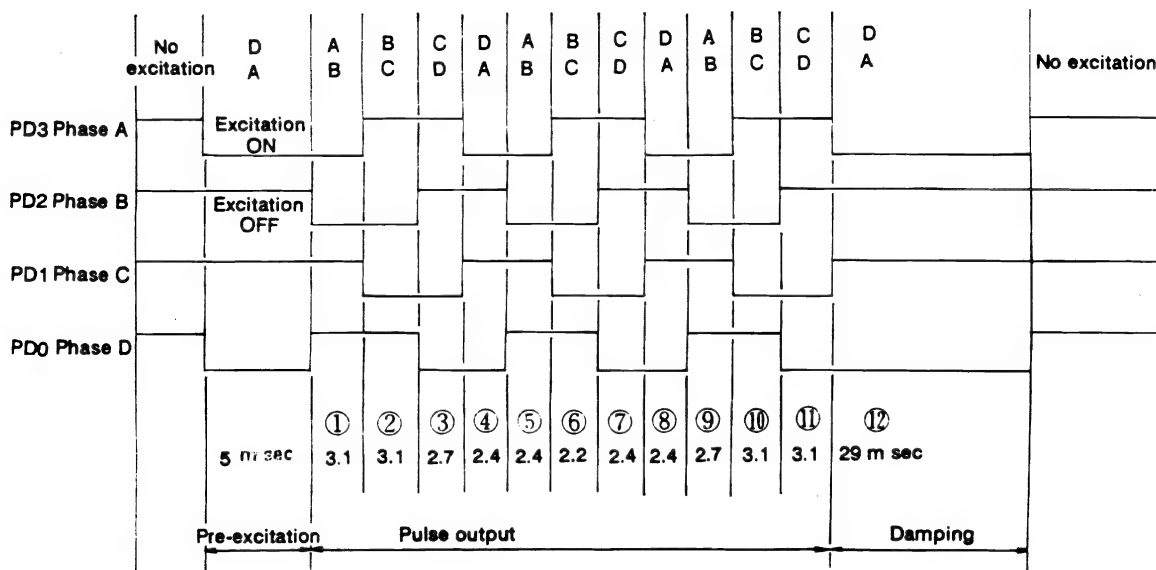 No excitation
D A B C D A B C D A B C D
A B C D A B C D A B C D A
No excitation
PD3 Phase A
Excitation ON
PD2 Phase B
Excitation OFF
PD1 Phase C
PD0 Phase D
① ② ③ ④ ⑤ ⑥ ⑦ ⑧ ⑨ ⑩ ⑪ ⑫
5 m sec 3.1 3.1 2.7 2.4 2.4 2.2 2.4 2.4 2.7 3.1 3.1 29 m sec
Pre-excitation Pulse output Damping